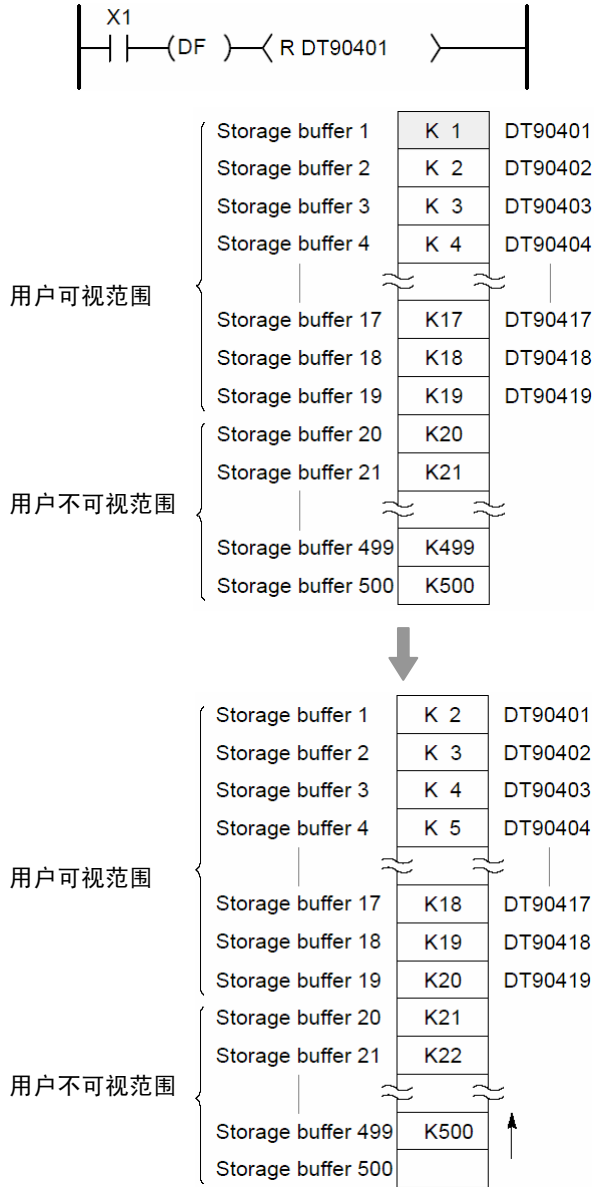 X1
DF R DT90401
Storage buffer 1 K 1 DT90401
Storage buffer 2 K 2 DT90402
Storage buffer 3 K 3 DT90403
Storage buffer 4 K 4 DT90404
用户可视范围
Storage buffer 17 K17 DT90417
Storage buffer 18 K18 DT90418
Storage buffer 19 K19 DT90419
Storage buffer 20 K20
Storage buffer 21 K21
用户不可视范围
Storage buffer 499 K499
Storage buffer 500 K500
Storage buffer 1 K 2 DT90401
Storage buffer 2 K 3 DT90402
Storage buffer 3 K 4 DT90403
Storage buffer 4 K 5 DT90404
用户可视范围
Storage buffer 17 K18 DT90417
Storage buffer 18 K19 DT90418
Storage buffer 19 K20 DT90419
Storage buffer 20 K21
Storage buffer 21 K22
用户不可视范围
Storage buffer 499 K500
Storage buffer 500